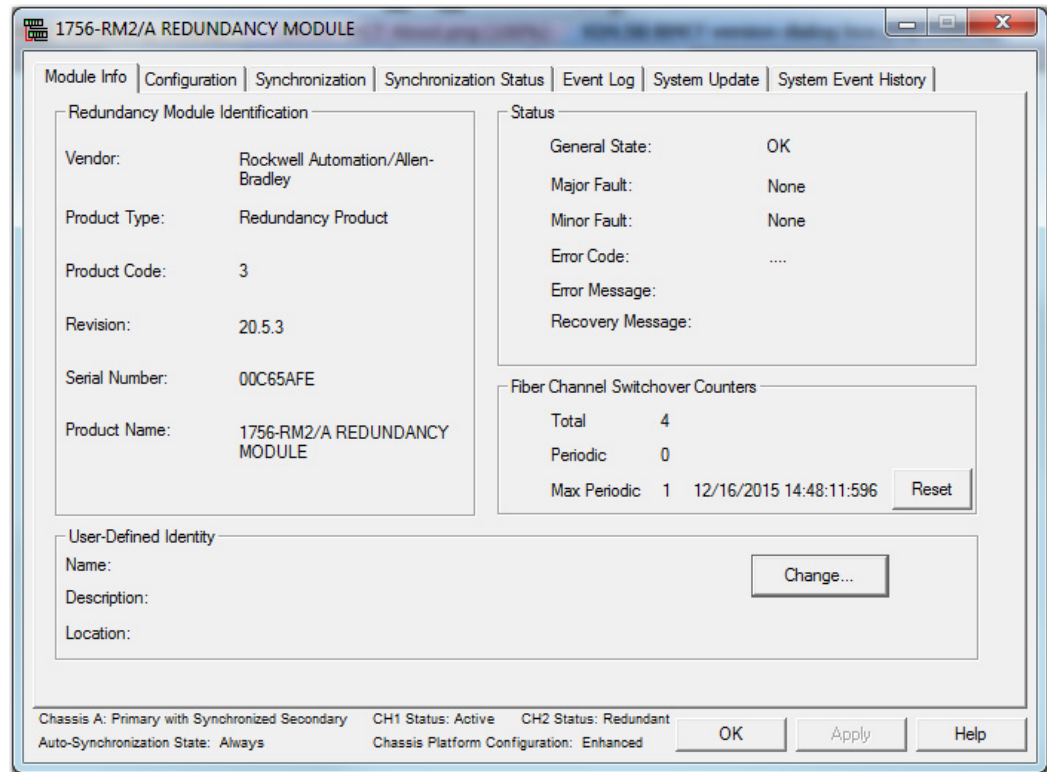 1756-RM2/A REDUNDANCY MODULE
Module Info Configuration Synchronization Synchronization Status Event Log System Update System Event History
Redundancy Module Identification
Vendor: Rockwell Automation/Allen-
Bradley
Product Type: Redundancy Product
Product Code: 3
Revision: 20.5.3
Serial Number: 00C65AFE
Product Name: 1756-RM2/A REDUNDANCY
MODULE
Status
General State: OK
Major Fault: None
Minor Fault: None
Error Code: ....
Error Message:
Recovery Message:
Fiber Channel Switchover Counters
Total 4
Periodic 0
Max Periodic 1 12/16/2015 14:48:11:596 Reset
User-Defined Identity
Name:
Description:
Location:
Change...
Chassis A: Primary with Synchronized Secondary CH1 Status: Active CH2 Status: Redundant
Auto-Synchronization State: Always Chassis Platform Configuration: Enhanced
OK Apply Help